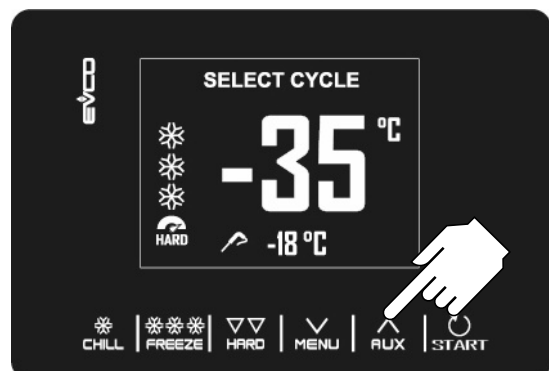 EVCO
SELECT CYCLE
-35 °C
HARD
-18 °C
CHILL FREEZE HARD MENU AUX START